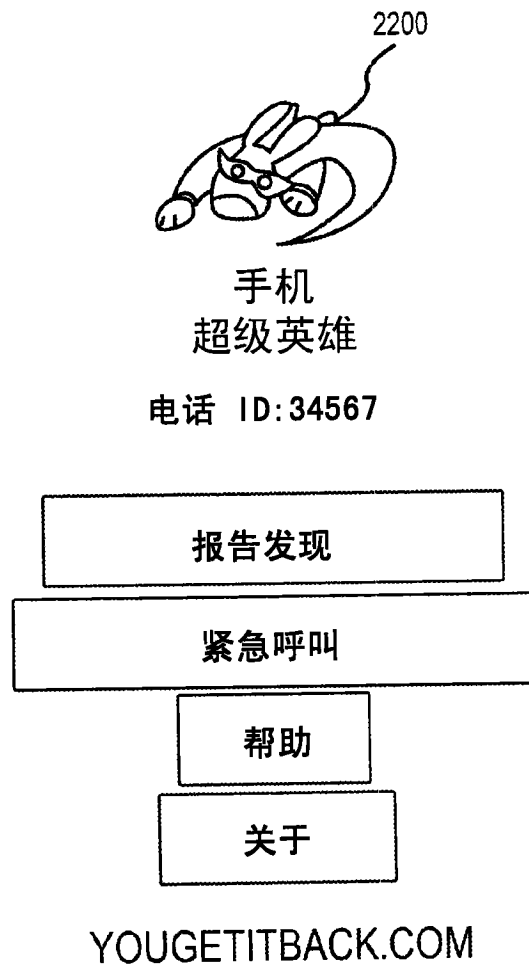 2200
手机
超级英雄
电话 ID:34567
报告发现
紧急呼叫
帮助
关于
YOUGETITBACK.COM